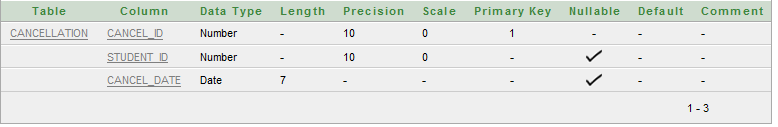 Table Column Data Type Length Precision Scale Primary Key Nullable Default Comment
CANCELLATION CANCEL_ID Number - 10 0 1 - - -
STUDENT_ID Number - 10 0 - ✓ - -
CANCEL_DATE Date 7 - - - ✓ - -
1 - 3